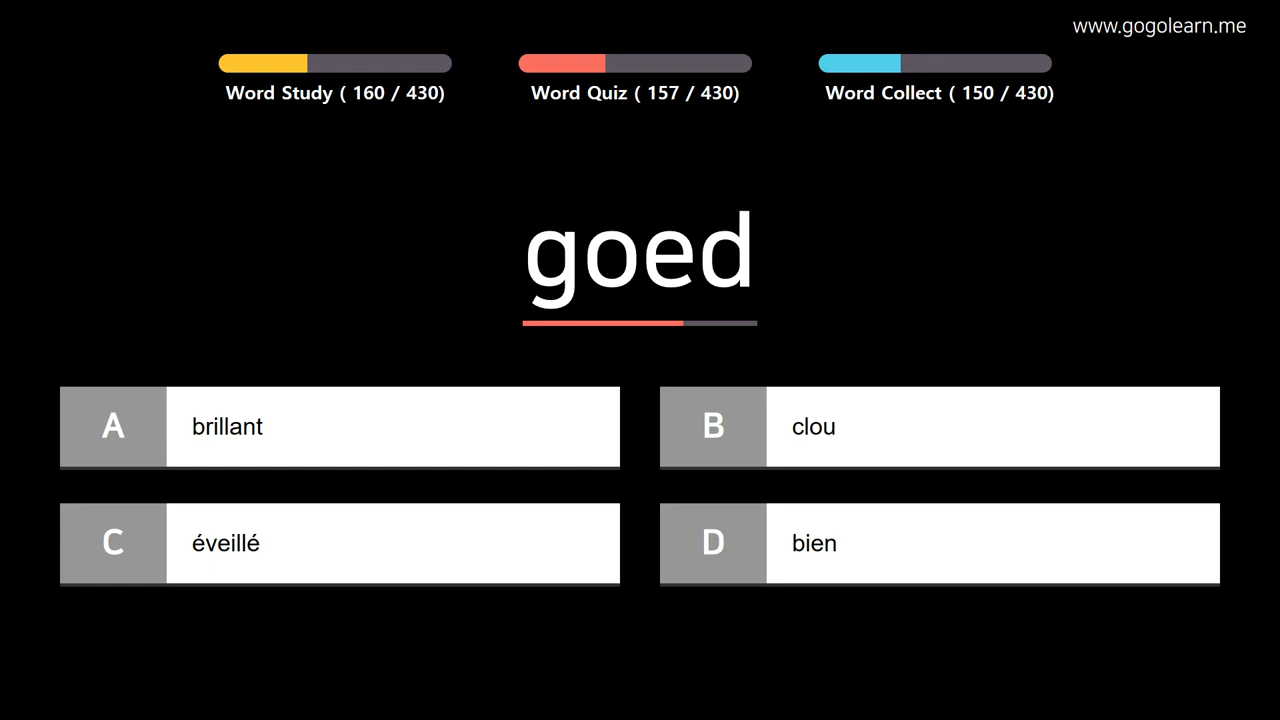 www.gogolearn.me
Word Study ( 160 / 430)
Word Quiz ( 157 / 430)
Word Collect ( 150 / 430)
goed
A brillant
B clou
C éveillé
D bien